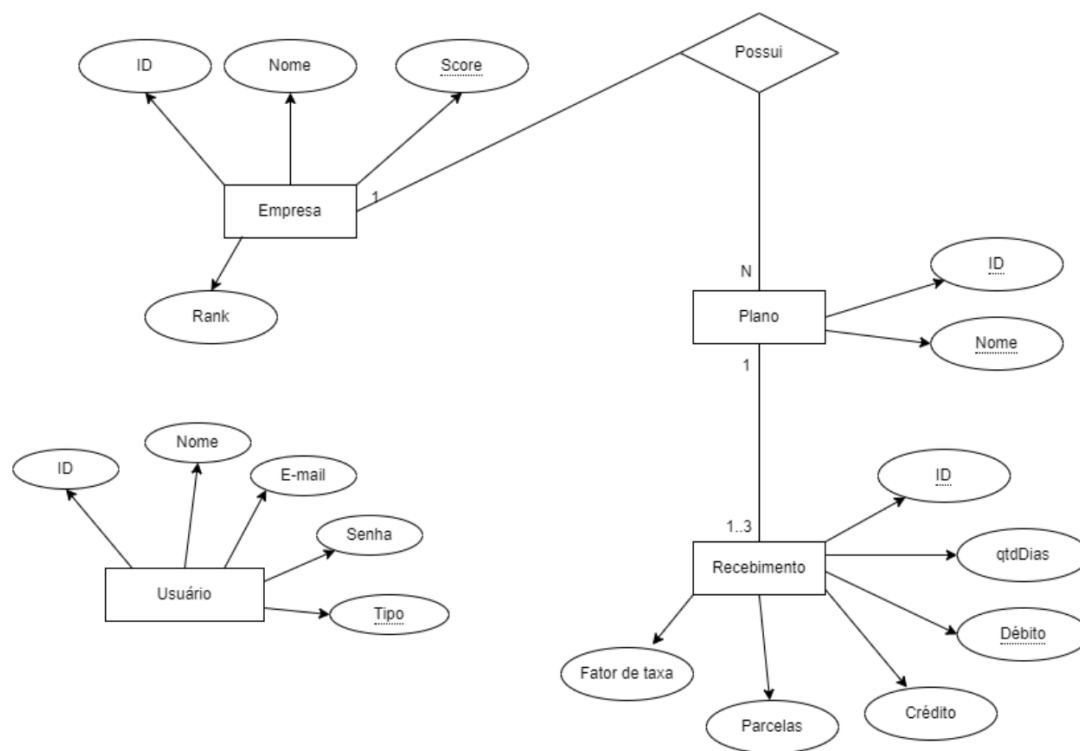 Possui
ID
Nome
Score
1
Empresa
Rank
N
Plano
ID
Nome
1
Nome
ID
E-mail
Senha
Usuário
Tipo
1..3
Recebimento
ID
qtdDias
Débito
Fator de taxa
Parcelas
Crédito